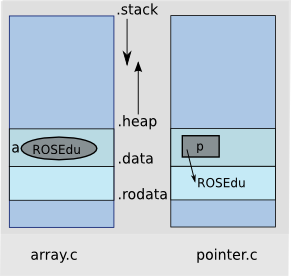 .stack
.heap
a
ROSEdu
p
.data
ROSEdu
.rodata
array.c
pointer.c